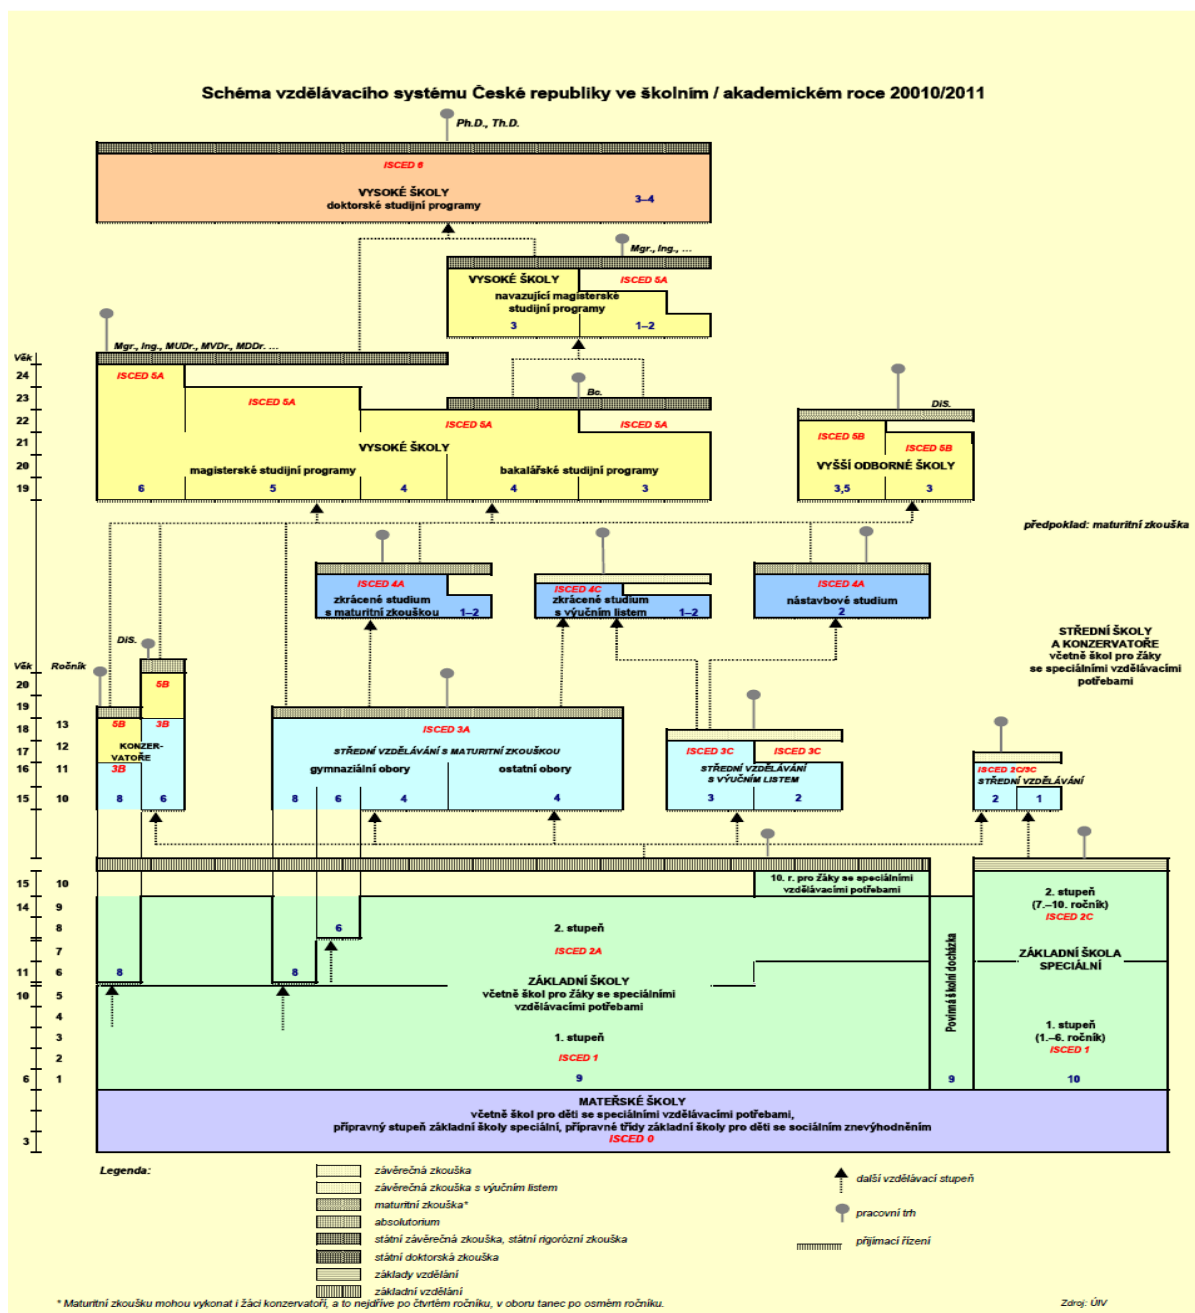 Schéma vzdělávacího systému České republiky ve školním / akademickém roce 20010/2011
Ph.D., Th.D.
ISCED 6
VYSOKÉ ŠKOLY
doktorské studijní programy
3–4
Mgr., Ing., ...
VYSOKÉ ŠKOLY
ISCED 5A
navazující magisterské
studijní programy
3
1–2
Mgr., Ing., MUDr., MVDr., MDDr. ...
Věk
24
ISCED 5A
23
ISCED 5A
Bc.
DiS.
22
ISCED 5A
ISCED 5A
ISCED 5B
21
VYSOKÉ ŠKOLY
ISCED 5B
20
magisterské studijní programy
bakalářské studijní programy
VYŠŠÍ ODBORNÉ ŠKOLY
19
6
5
4
4
3
3,5
3
předpoklad: maturitní zkouška
ISCED 4A
zkrácené studium
s maturitní zkouškou
1–2
ISCED 4C
zkrácené studium
s výučním listem
1–2
ISCED 4A
nástavbové studium
2
STŘEDNÍ ŠKOLY
A KONZERVATOŘE
včetně škol pro žáky
se speciálními vzdělávacími
potřebami
DiS.
Věk
Ročník
20
5B
19
18
13
5B
3B
ISCED 3A
17
12
KONZER-
VATOŘE
STŘEDNÍ VZDĚLÁVÁNÍ S MATURITNÍ ZKOUŠKOU
ISCED 3C
ISCED 3C
16
11
3B
gymnaziální obory
ostatní obory
STŘEDNÍ VZDĚLÁVÁNÍ
S VÝUČNÍM LISTEM
ISCED 2C/3C
STŘEDNÍ VZDĚLÁVÁNÍ
15
10
8
6
8
6
4
4
3
2
2
1
15
10
10. r. pro žáky se speciálními
vzdělávacími potřebami
14
9
8
6
2. stupeň
7
ISCED 2A
11
6
8
8
ZÁKLADNÍ ŠKOLY
včetně škol pro žáky se speciálními
vzdělávacími potřebami
10
5
4
3
1. stupeň
2
ISCED 1
6
1
9
Povinná školní docházka
9
2. stupeň
(7.–10. ročník)
ISCED 2C
ZÁKLADNÍ ŠKOLA
SPECIÁLNÍ
1. stupeň
(1.–6. ročník)
ISCED 1
10
MATEŘSKÉ ŠKOLY
včetně škol pro děti se speciálními vzdělávacími potřebami,
přípravný stupeň základní školy speciální, přípravné třídy základní školy pro děti se sociálním znevýhodněním
3
ISCED 0
Legenda:
závěrečná zkouška
závěrečná zkouška s výučním listem
maturitní zkouška*
absolutorium
státní závěrečná zkouška, státní rigorózní zkouška
státní doktorská zkouška
základy vzdělání
základní vzdělání
další vzdělávací stupeň
pracovní trh
přijímací řízení
* Maturitní zkoušku mohou vykonat i žáci konzervatoří, a to nejdříve po čtvrtém ročníku, v oboru tanec po osmém ročníku.
Zdroj: ÚIV